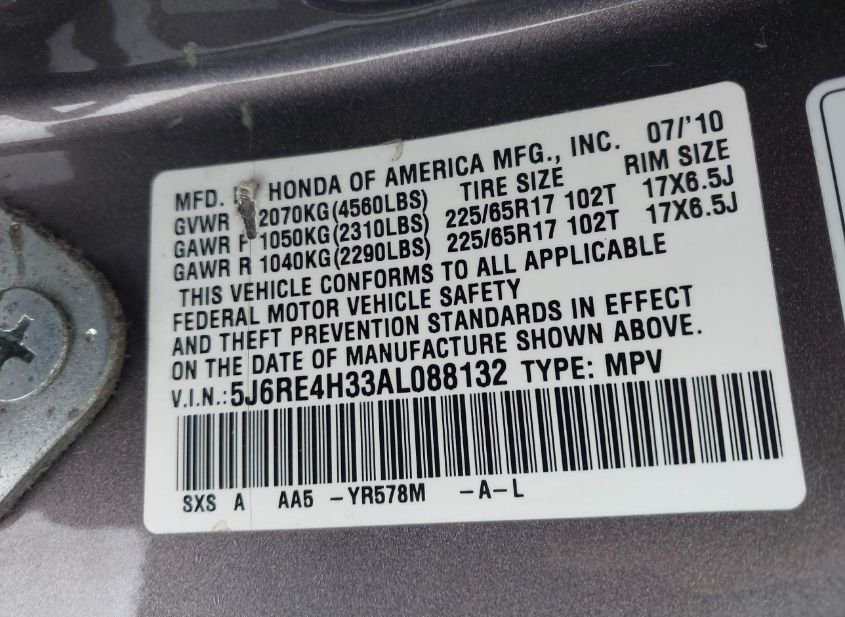 MFD. HONDA OF AMERICA MFG., INC. 07/'10
GVWR 2070KG(4560LBS) TIRE SIZE RIM SIZE
GAWR F 1050KG(2310LBS) 225/65R17 102T 17X6.5J
GAWR R 1040KG(2290LBS) 225/65R17 102T 17X6.5J
THIS VEHICLE CONFORMS TO ALL APPLICABLE
FEDERAL MOTOR VEHICLE SAFETY
AND THEFT PREVENTION STANDARDS IN EFFECT
ON THE DATE OF MANUFACTURE SHOWN ABOVE.
V.I.N.:5J6RE4H33AL088132 TYPE: MPV
SXS A AA5 -YR578M -A-L